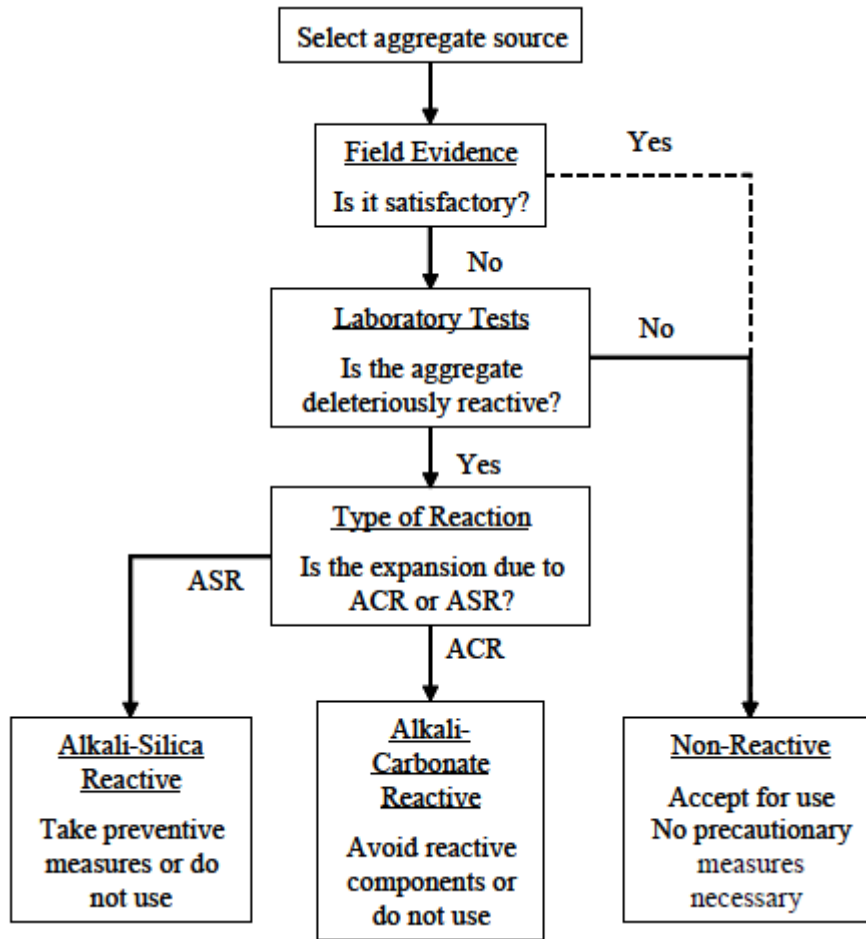 Select aggregate source
Field Evidence
Is it satisfactory?
Yes
No
Laboratory Tests
Is the aggregate
deleteriously reactive?
No
Yes
Type of Reaction
Is the expansion due to
ACR or ASR?
ASR
ACR
Alkali-Silica
Reactive
Take preventive
measures or do
not use
Alkali-
Carbonate
Reactive
Avoid reactive
components or
do not use
Non-Reactive
Accept for use
No precautionary
measures
necessary